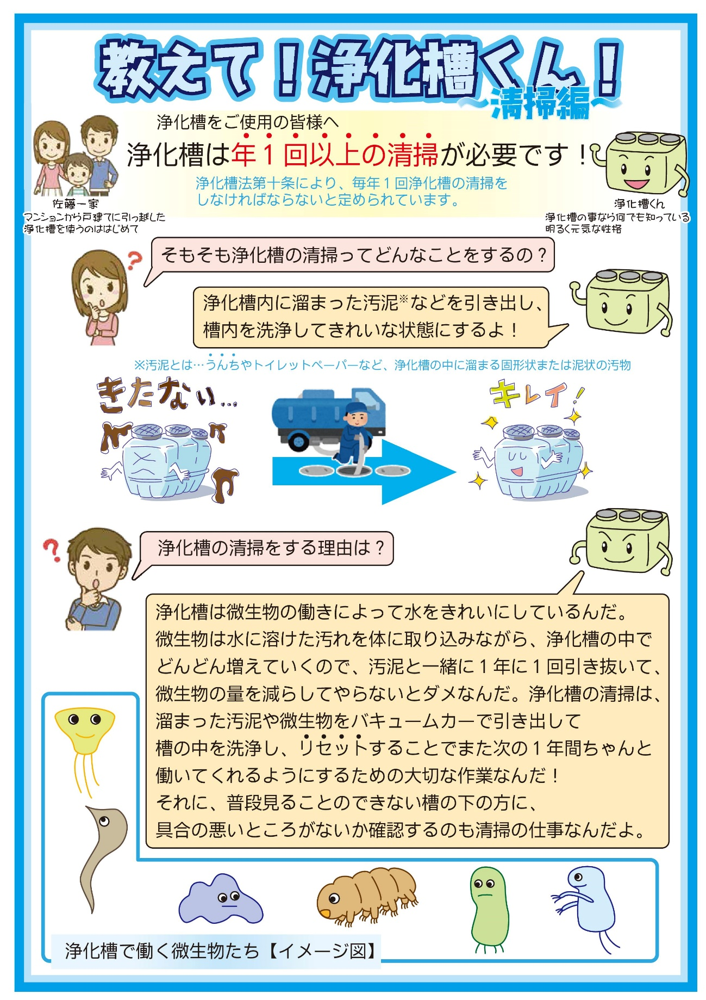 教えて！浄化槽くん！
～清掃編～
浄化槽をご使用の皆様へ
浄化槽は年１回以上の清掃が必要です！
浄化槽法第十条により、毎年１回浄化槽の清掃を
しなければならないと定められています。
佐藤一家
マンションから戸建てに引っ越した
浄化槽を使うのははじめて
浄化槽くん
浄化槽の事なら何でも知っている
明るく元気な性格
?
そもそも浄化槽の清掃ってどんなことをするの？
浄化槽内に溜まった汚泥※などを引き出し、
槽内を洗浄してきれいな状態にするよ！
※汚泥とは…うんちやトイレットペーパーなど、浄化槽の中に溜まる固形状または泥状の汚物
きたない…
キレイ！
?
浄化槽の清掃をする理由は？
浄化槽は微生物の働きによって水をきれいにしているんだ。
微生物は水に溶けた汚れを体に取り込みながら、浄化槽の中で
どんどん増えていくので、汚泥と一緒に１年に１回引き抜いて、
微生物の量を減らしてやらないとダメなんだ。浄化槽の清掃は、
溜まった汚泥や微生物をバキュームカーで引き出して
槽の中を洗浄し、リセットすることでまた次の１年間ちゃんと
働いてくれるようにするための大切な作業なんだ！
それに、普段見ることのできない槽の下の方に、
具合の悪いところがないか確認するのも清掃の仕事なんだよ。
浄化槽で働く微生物たち【イメージ図】